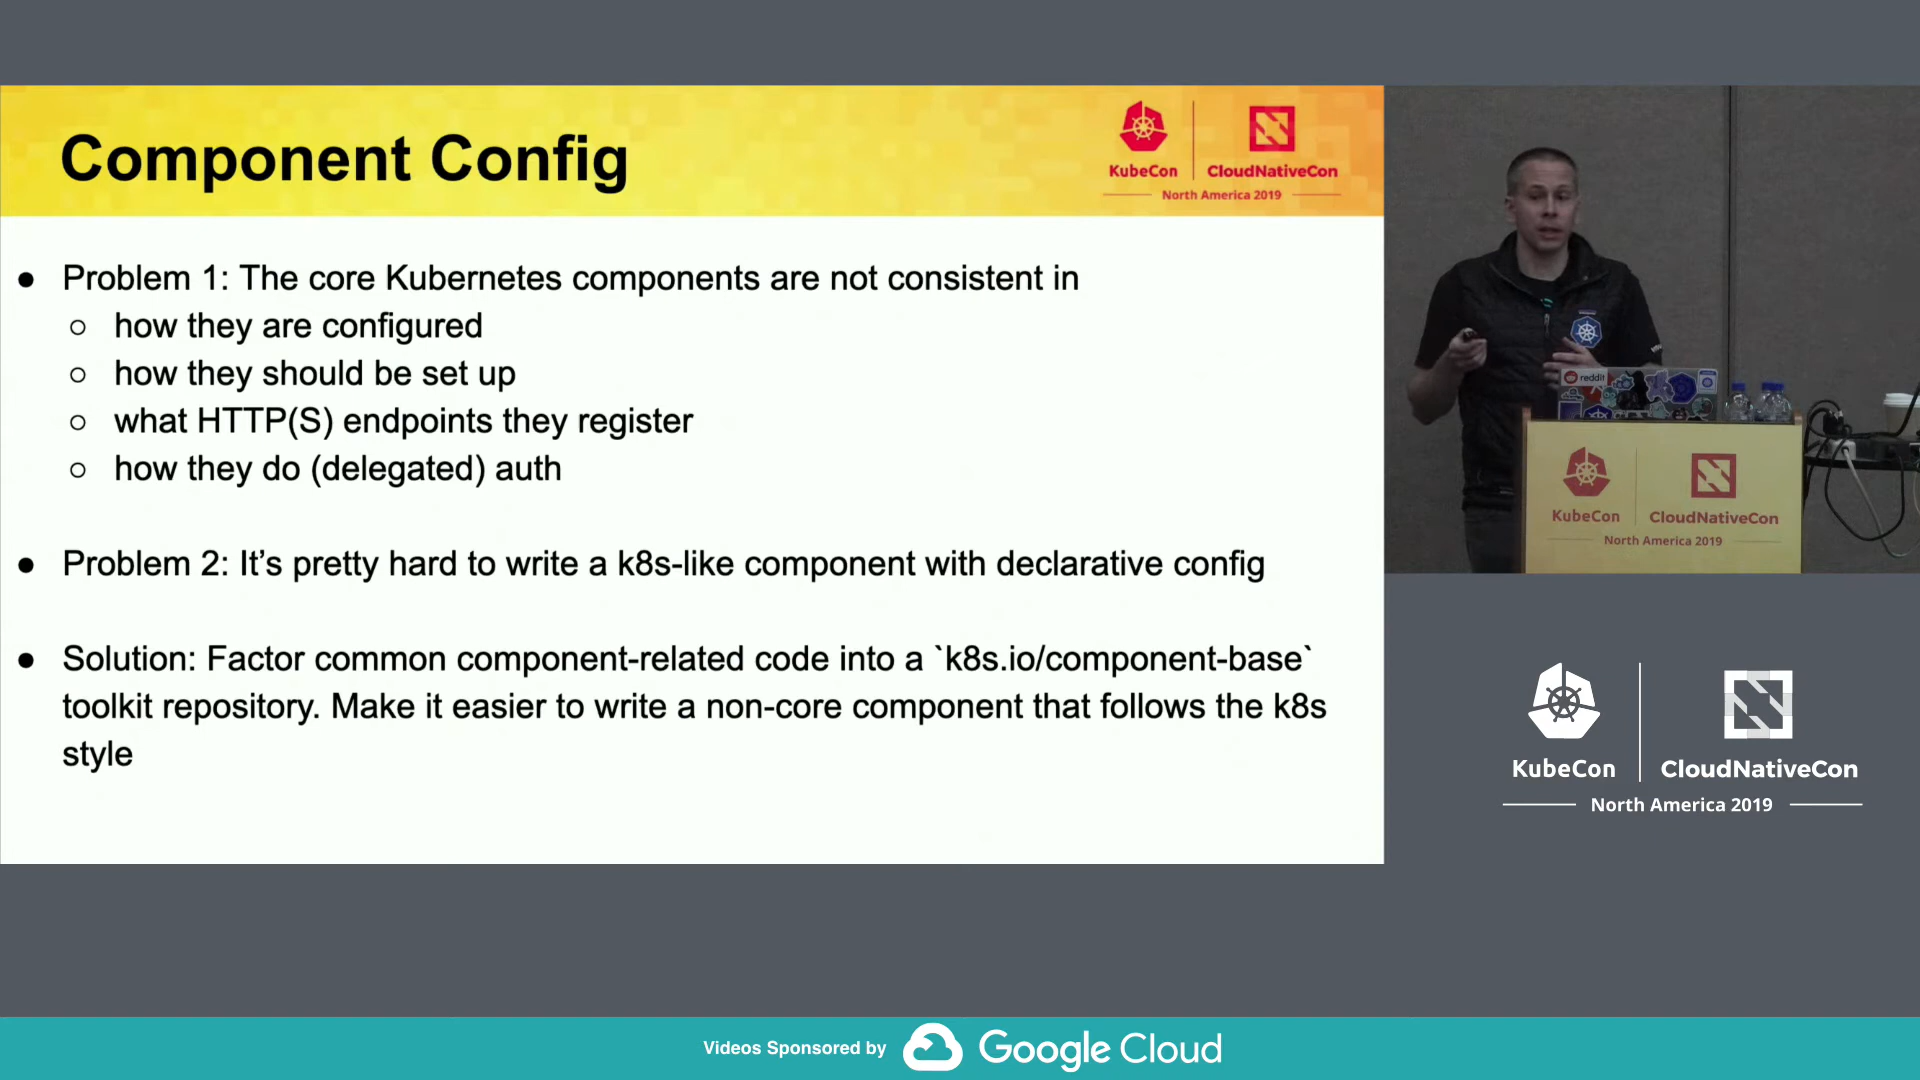 Component Config
KubeCon
CloudNativeCon
North America 2019
● Problem 1: The core Kubernetes components are not consistent in
○ how they are configured
○ how they should be set up
○ what HTTP(S) endpoints they register
○ how they do (delegated) auth
● Problem 2: It’s pretty hard to write a k8s-like component with declarative config
● Solution: Factor common component-related code into a `k8s.io/component-base`
toolkit repository. Make it easier to write a non-core component that follows the k8s
style
reddit
KubeCon
CloudNativeCon
North America 2019
KubeCon
CloudNativeCon
North America 2019
Videos Sponsored by
Google Cloud